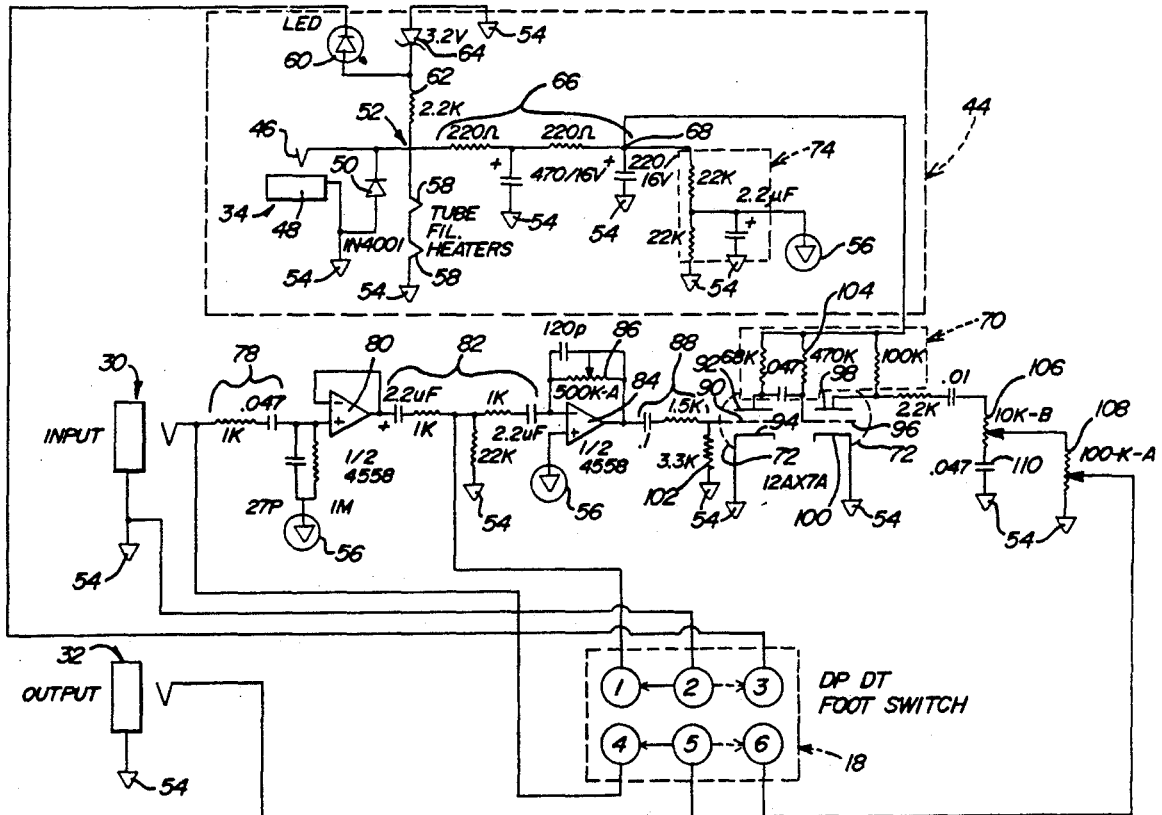 LED
60
3.2V
64
54
62
2.2K
66
52
220Ω
220Ω
68
44
46
50
+
470/16V
+
220/
16V
74
22K
2.2µF
+
34
48
58
TUBE
FIL.
HEATERS
58
54
54
22K
54
56
1N4001
54
54
104
70
120p
86
88
92
68K
.047
470K
98
100K
106
30
78
80
82
500K-A
84
90
.01
108
INPUT
.047
1K
2.2uF
+
1K
1K
2.2uF
1.5K
94
2.2K
96
10K-B
100-K-A
1/2
4558
22K
1/2
4558
.1
3.3K
102
72
12AX7A
72
100
.047
110
27P
1M
54
56
54
54
54
56
54
32
OUTPUT
1
2
3
DP DT
FOOT SWITCH
4
5
6
18
54